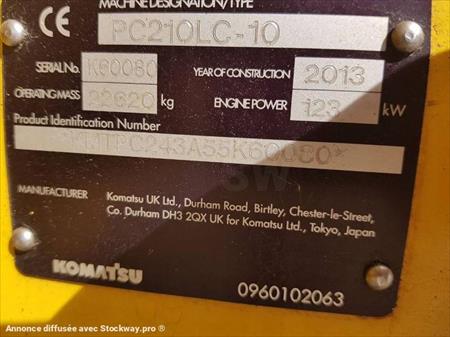 MACHINE DESIGNATION/TYPE
CE PC210LC-10
SERIAL No. K60080 YEAR OF CONSTRUCTION 2013
OPERATING MASS 22620 kg ENGINE POWER 123 kW
Product Identification Number
SW
MANUFACTURER Komatsu UK Ltd., Durham Road, Birtley, Chester-le-Street,
Co. Durham DH3 2QX UK for Komatsu Ltd., Tokyo, Japan
KOMATSU
0960102063
Annonce diffusée avec Stockway.pro ®